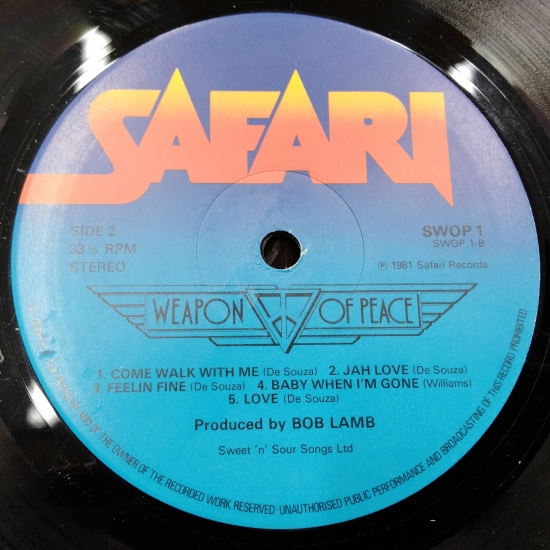 SAFARI
SIDE 2
33⅓ RPM
STEREO
SWOP 1
SWOP 1-B
℗ 1981 Safari Records
WEAPON OF PEACE
1. COME WALK WITH ME (De Souza) 2. JAH LOVE (De Souza)
3. FEELIN FINE (De Souza) 4. BABY WHEN I'M GONE (Williams)
5. LOVE (De Souza)
Produced by BOB LAMB
Sweet 'n' Sour Songs Ltd
OF THE OWNER OF THE RECORDED WORK RESERVED·UNAUTHORISED PUBLIC PERFORMANCE AND BROADCASTING OF THIS RECORD PROHIBITED